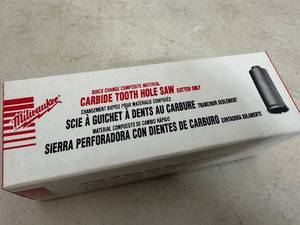 Milwaukee
QUICK CHANGE COMPOSITE MATERIAL
CARBIDE TOOTH HOLE SAW CUTTER ONLY
CHANGEMENT RAPIDE POUR MATÉRIAUX COMPOSÉS
SCIE À GUICHET À DENTS AU CARBURE TRANCHOIR SEULEMENT
MATERIAL COMPUESTO DE CAMBIO RÁPIDO
SIERRA PERFORADORA CON DIENTES DE CARBURO CORTADORA SOLAMENTE